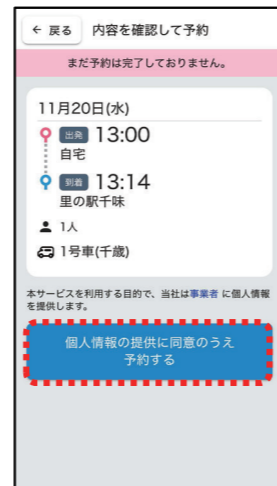 ← 戻る 内容を確認して予約
まだ予約は完了しておりません。
11月20日(水)
出発 13:00
自宅
到着 13:14
里の駅千味
1人
1号車(千歳)
本サービスを利用する目的で、当社は事業者 に個人情報
を提供します。
個人情報の提供に同意のうえ
予約する